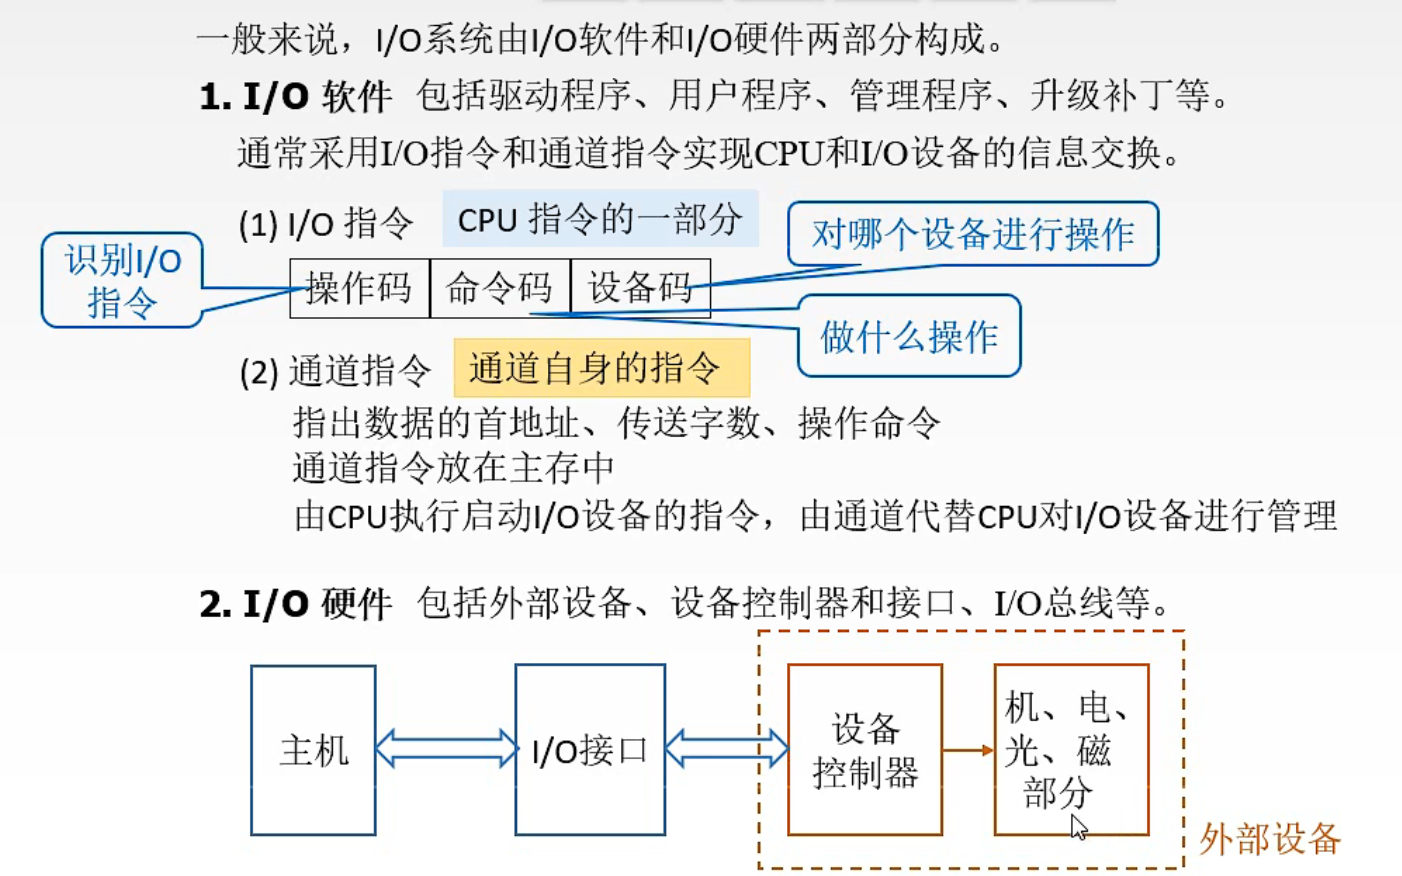 一般来说，I/O系统由I/O软件和I/O硬件两部分构成。
1. I/O 软件 包括驱动程序、用户程序、管理程序、升级补丁等。
通常采用I/O指令和通道指令实现CPU和I/O设备的信息交换。
(1) I/O 指令 CPU 指令的一部分
对哪个设备进行操作
识别I/O
指令
操作码 命令码 设备码
做什么操作
(2) 通道指令 通道自身的指令
指出数据的首地址、传送字数、操作命令
通道指令放在主存中
由CPU执行启动I/O设备的指令，由通道代替CPU对I/O设备进行管理
2. I/O 硬件 包括外部设备、设备控制器和接口、I/O总线等。
主机
I/O接口
设备
控制器
机、电、
光、磁
部分
外部设备